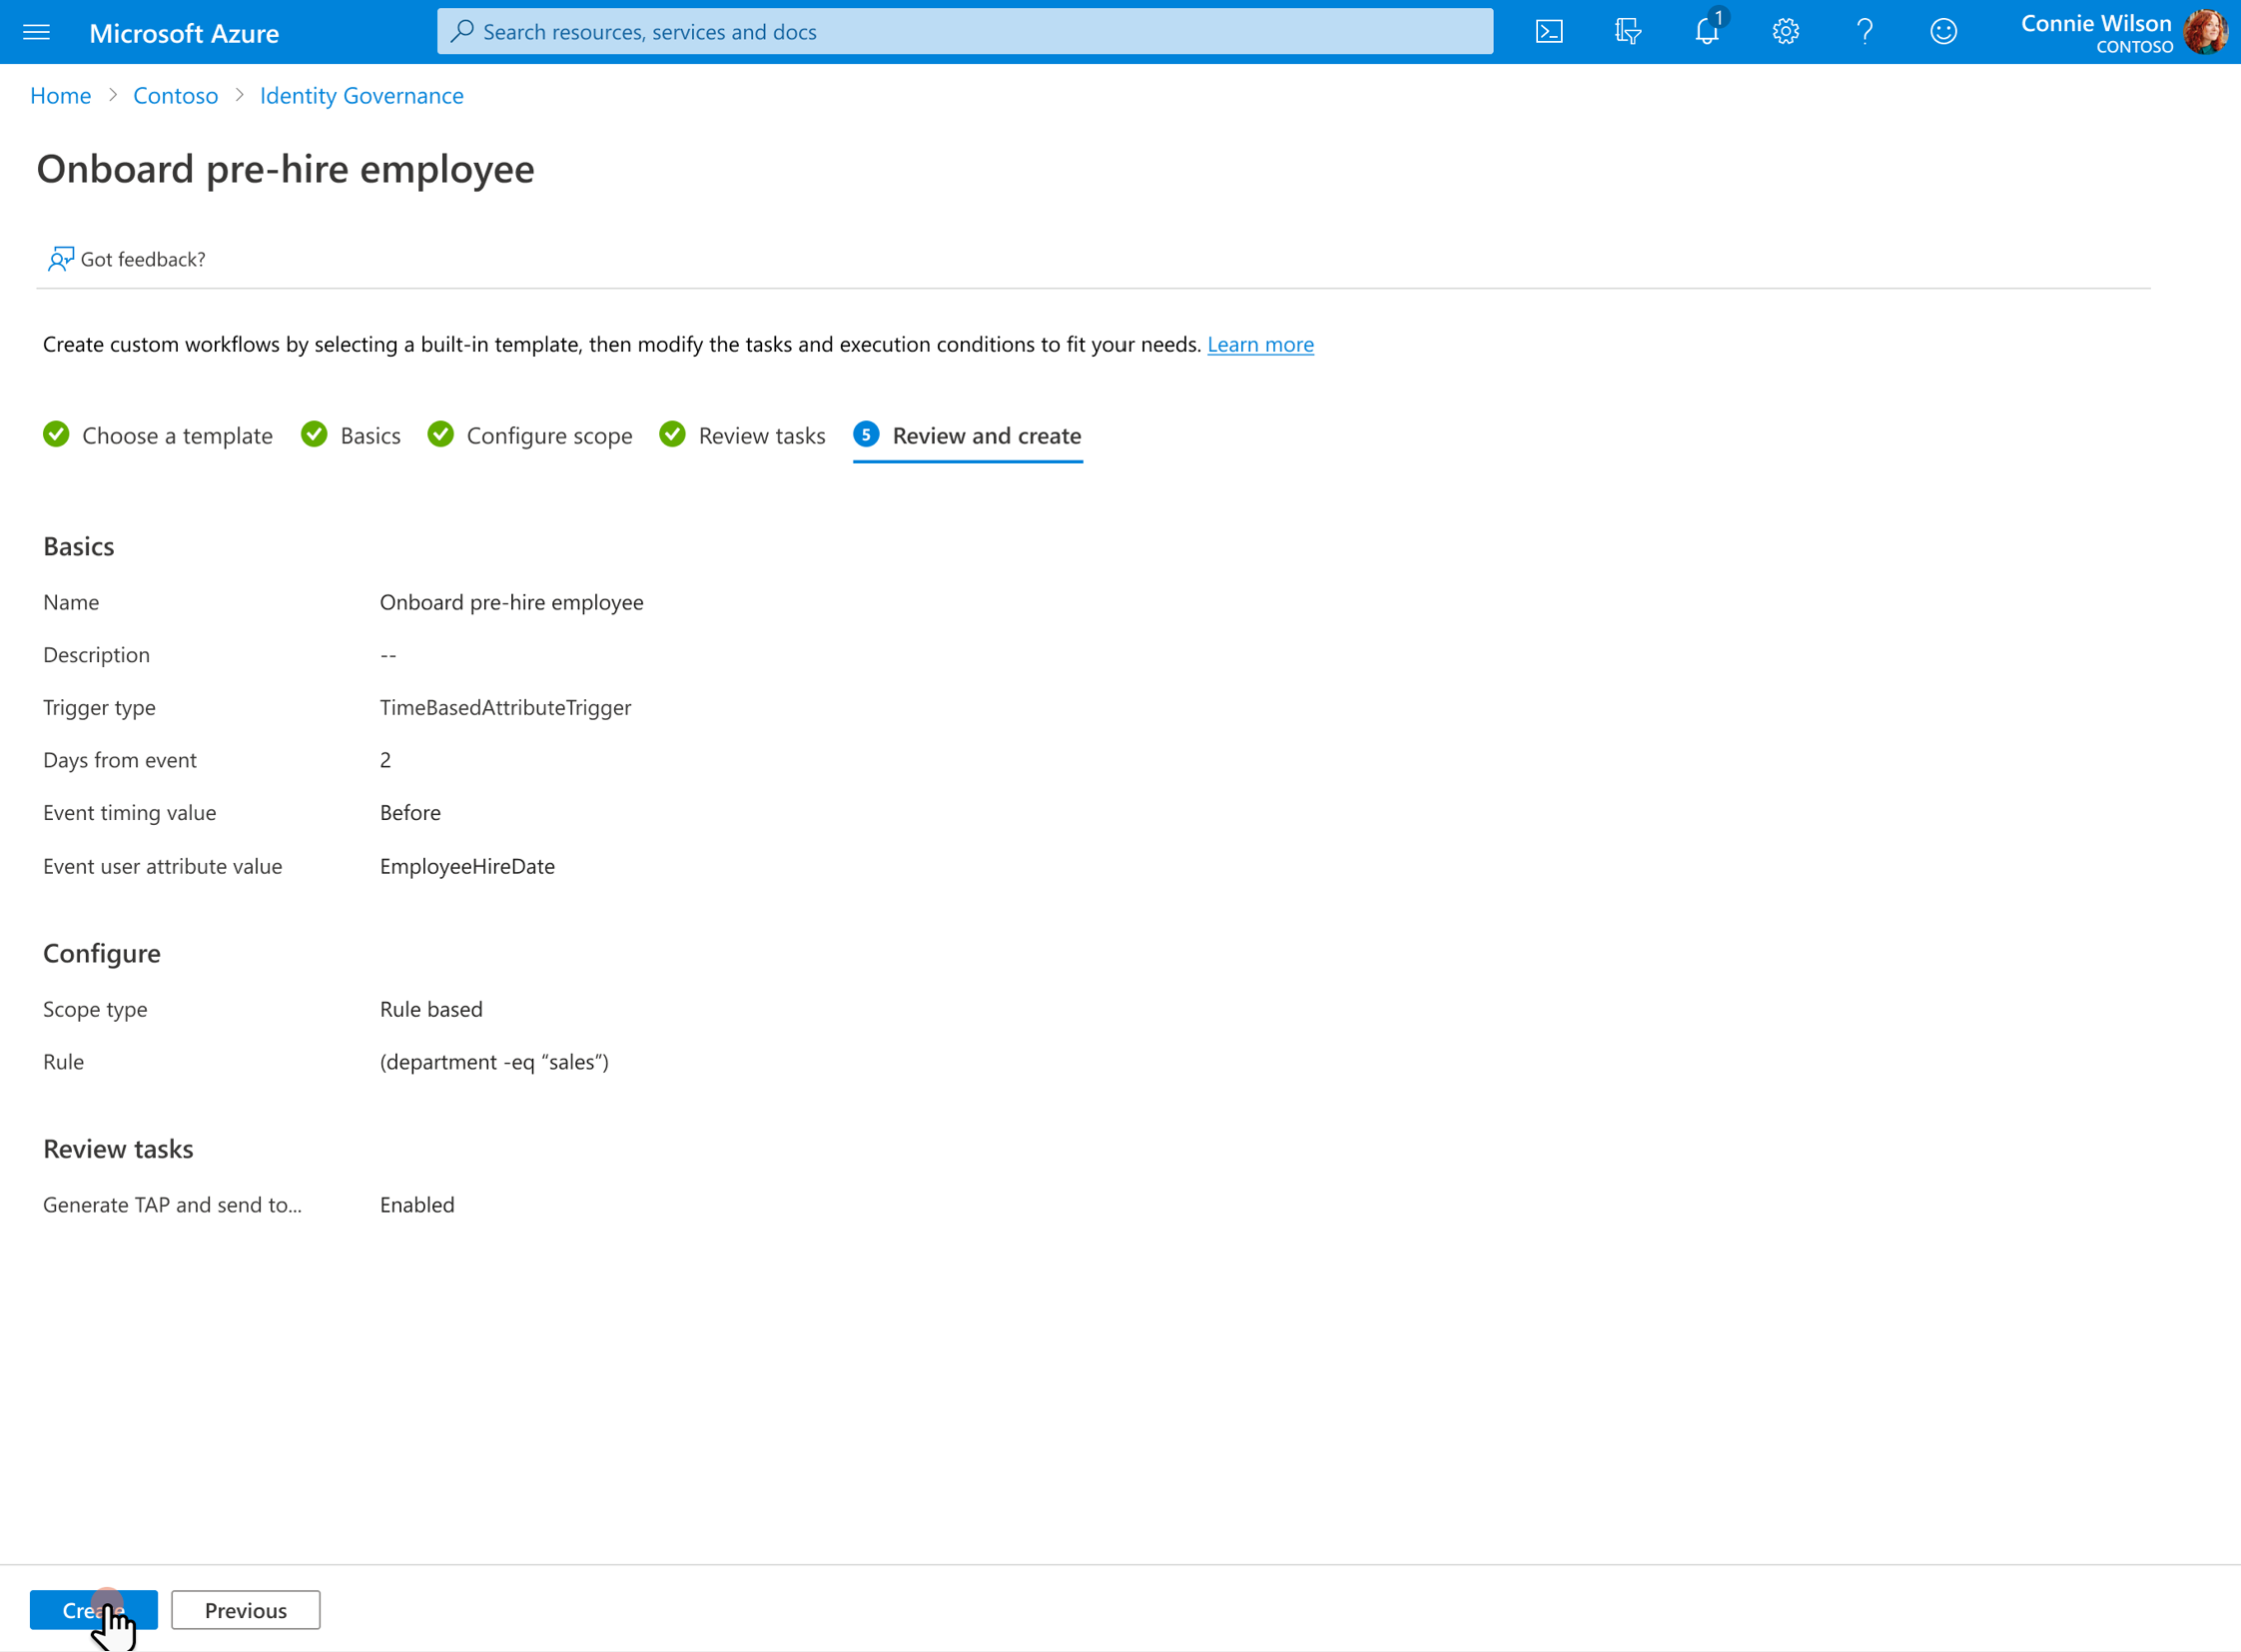 Microsoft Azure
Search resources, services and docs
1
Connie Wilson
CONTOSO
Home > Contoso > Identity Governance
Onboard pre-hire employee
Got feedback?
Create custom workflows by selecting a built-in template, then modify the tasks and execution conditions to fit your needs. Learn more
Choose a template Basics Configure scope Review tasks 5 Review and create
Basics
Name Onboard pre-hire employee
Description --
Trigger type TimeBasedAttributeTrigger
Days from event 2
Event timing value Before
Event user attribute value EmployeeHireDate
Configure
Scope type Rule based
Rule (department -eq “sales”)
Review tasks
Generate TAP and send to... Enabled
Create Previous